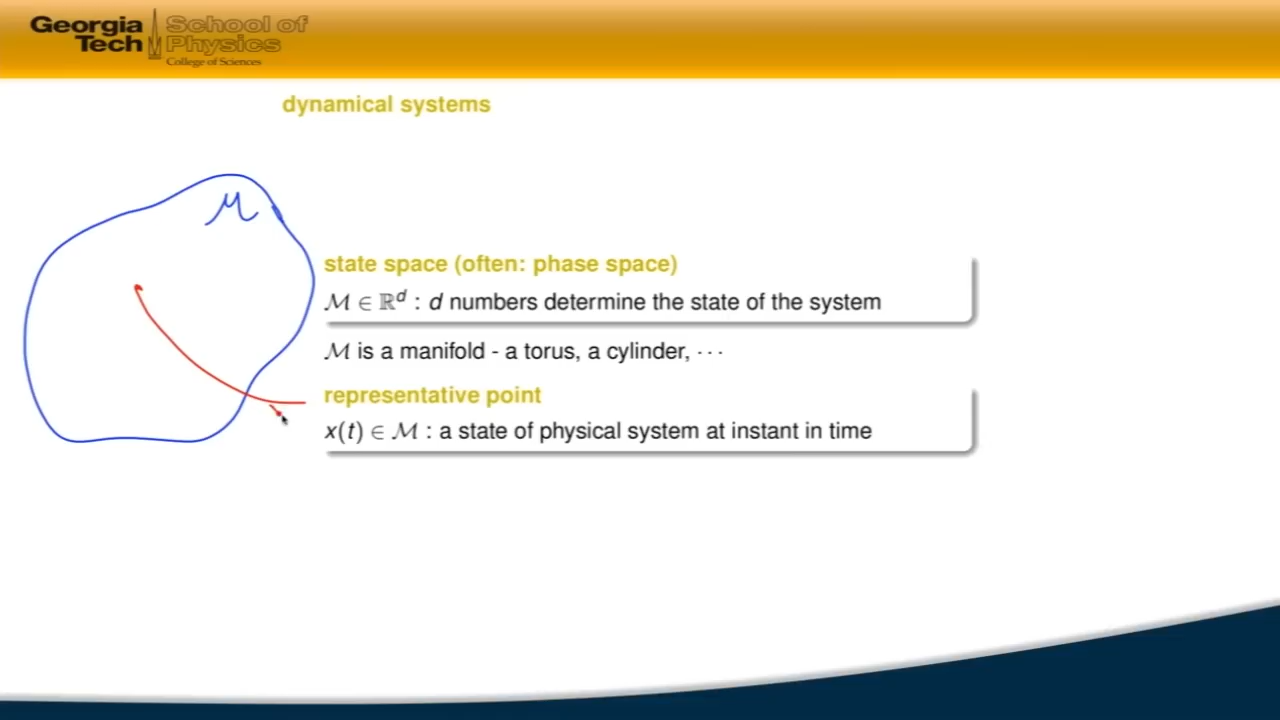 Georgia Tech
School of Physics
College of Sciences
dynamical systems
ℳ
state space (often: phase space)
ℳ ∈ ℝᵈ : d numbers determine the state of the system
ℳ is a manifold - a torus, a cylinder, ···
representative point
x(t) ∈ ℳ : a state of physical system at instant in time